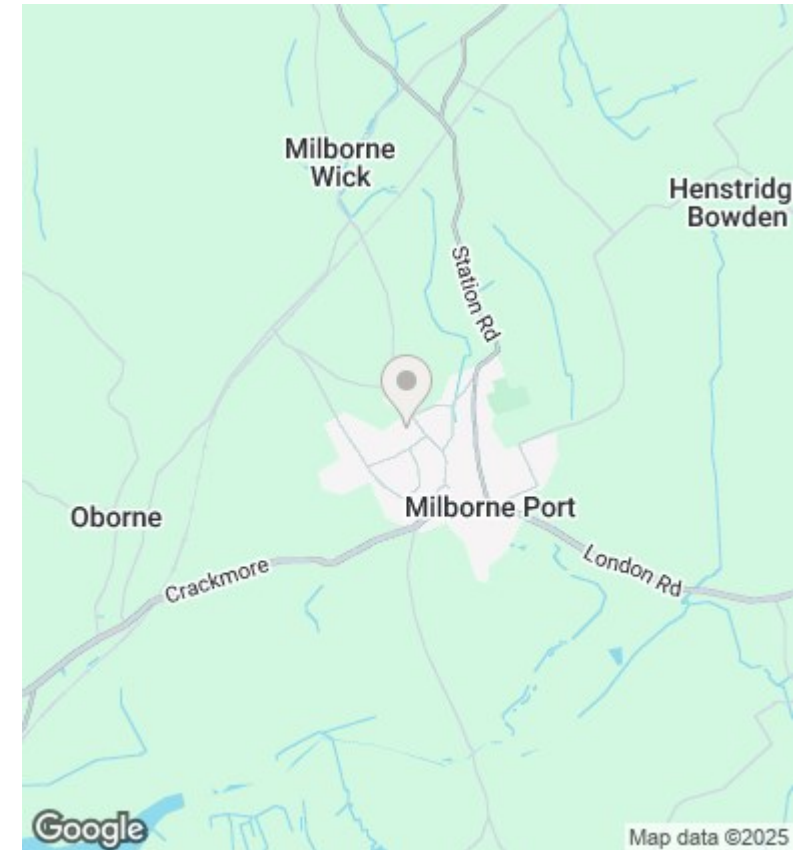 Milborne
Wick
Henstridg
Bowden
Station Rd
Milborne Port
Oborne
London Rd
Crackmore
Google
Map data ©2025